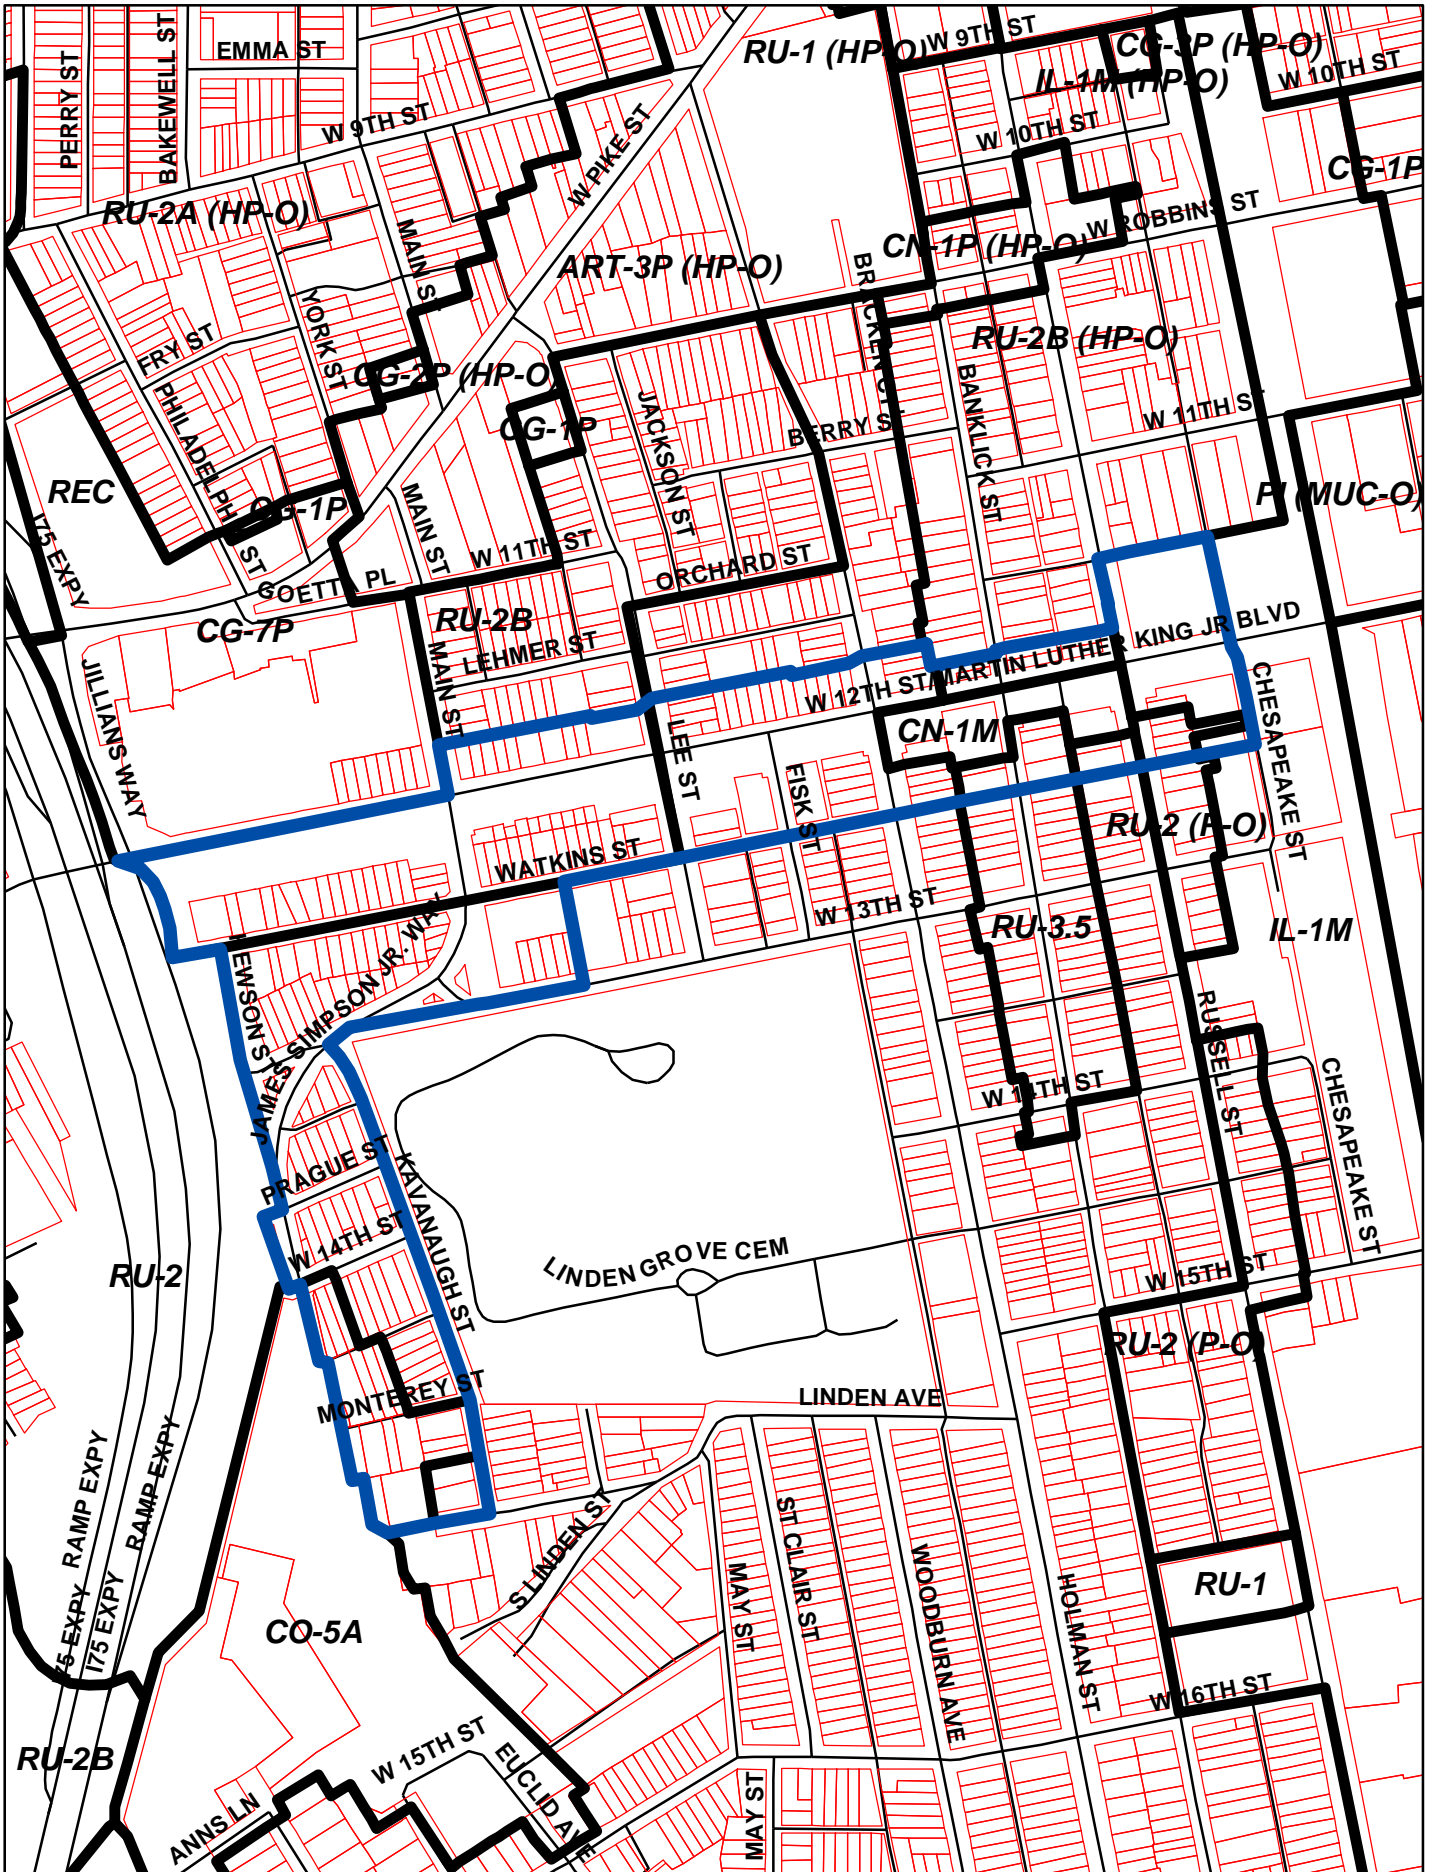 EMMA ST
PERRY ST
BAKEWELL ST
W 9TH ST
W PIKE ST
RU-1 (HP-O)
W 9TH ST
CG-3P (HP-O)
IL-1M (HP-O)
W 10TH ST
W 10TH ST
CG-1P
RU-2A (HP-O)
MAIN ST
ART-3P (HP-O)
BRACKEN CT
CN-1P (HP-O)
W ROBBINS ST
YORK ST
FRY ST
CG-2P (HP-O)
RU-2B (HP-O)
PHILADELPHIA ST
CG-1P
JACKSON ST
BERRY ST
BANKLICK ST
W 11TH ST
REC
CG-1P
MAIN ST
W 11TH ST
PI (MUC-O)
I75 EXPY
GOETTA PL
ORCHARD ST
CG-7P
RU-2B
MAIN ST
LEHMER ST
W 12TH ST/MARTIN LUTHER KING JR BLVD
JILLIANS WAY
LEE ST
FISK ST
CN-1M
CHESAPEAKE ST
WATKINS ST
RU-2 (P-O)
W 13TH ST
RU-3.5
IL-1M
HEWSON ST
JAMES SIMPSON JR. WAY
RUSSELL ST
W 14TH ST
CHESAPEAKE ST
PRAGUE ST
KAVANAUGH ST
W 14TH ST
LINDEN GROVE CEM
RU-2
W 15TH ST
RU-2 (P-O)
MONTEREY ST
LINDEN AVE
RAMP EXPY
RAMP EXPY
S LINDEN ST
MAY ST
ST CLAIR ST
WOODBURN AVE
HOLMAN ST
RU-1
I75 EXPY
I75 EXPY
CO-5A
W 16TH ST
RU-2B
W 15TH ST
EUCLID AVE
ANNS LN
MAY ST